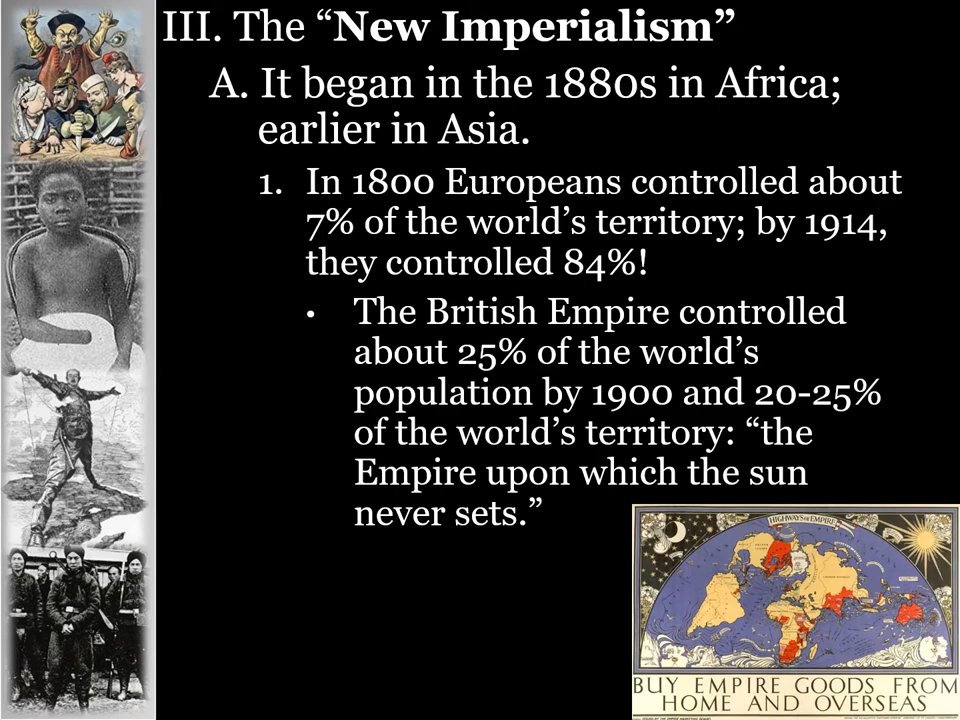 III. The “New Imperialism”
A. It began in the 1880s in Africa;
earlier in Asia.
1. In 1800 Europeans controlled about
7% of the world’s territory; by 1914,
they controlled 84%!
• The British Empire controlled
about 25% of the world’s
population by 1900 and 20-25%
of the world’s territory: “the
Empire upon which the sun
never sets.”
HIGHWAYS OF EMPIRE
BUY EMPIRE GOODS FROM
HOME AND OVERSEAS